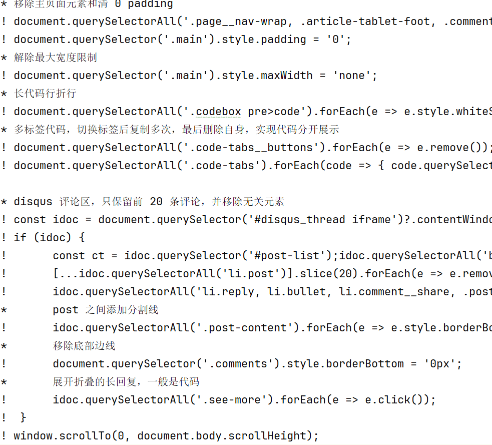 * 移除主页面元素和清 0 padding
! document.querySelectorAll('.page__nav-wrap, .article-tablet-foot, .commen
! document.querySelector('.main').style.padding = '0';
* 解除最大宽度限制
! document.querySelector('.main').style.maxWidth = 'none';
* 长代码行折行
! document.querySelectorAll('.codebox pre>code').forEach(e => e.style.whiteS
* 多标签代码，切换标签后复制多次，最后删除自身，实现代码分开展示
! document.querySelectorAll('.code-tabs__buttons').forEach(e => e.remove());
! document.querySelectorAll('.code-tabs').forEach(code => { code.querySelect
* disqus 评论区，只保留前 20 条评论，并移除无关元素
! const idoc = document.querySelector('#disqus_thread iframe')?.contentWindo
! if (idoc) {
! const ct = idoc.querySelector('#post-list');idoc.querySelectorAll('b
! [...idoc.querySelectorAll('li.post')].slice(20).forEach(e => e.remov
! idoc.querySelectorAll('li.reply, li.bullet, li.comment__share, .post
* post 之间添加分割线
! idoc.querySelectorAll('.post-content').forEach(e => e.style.borderBo
* 移除底部边线
! document.querySelector('.comments').style.borderBottom = '0px';
* 展开折叠的长回复，一般是代码
! idoc.querySelectorAll('.see-more').forEach(e => e.click());
! }
! window.scrollTo(0, document.body.scrollHeight);